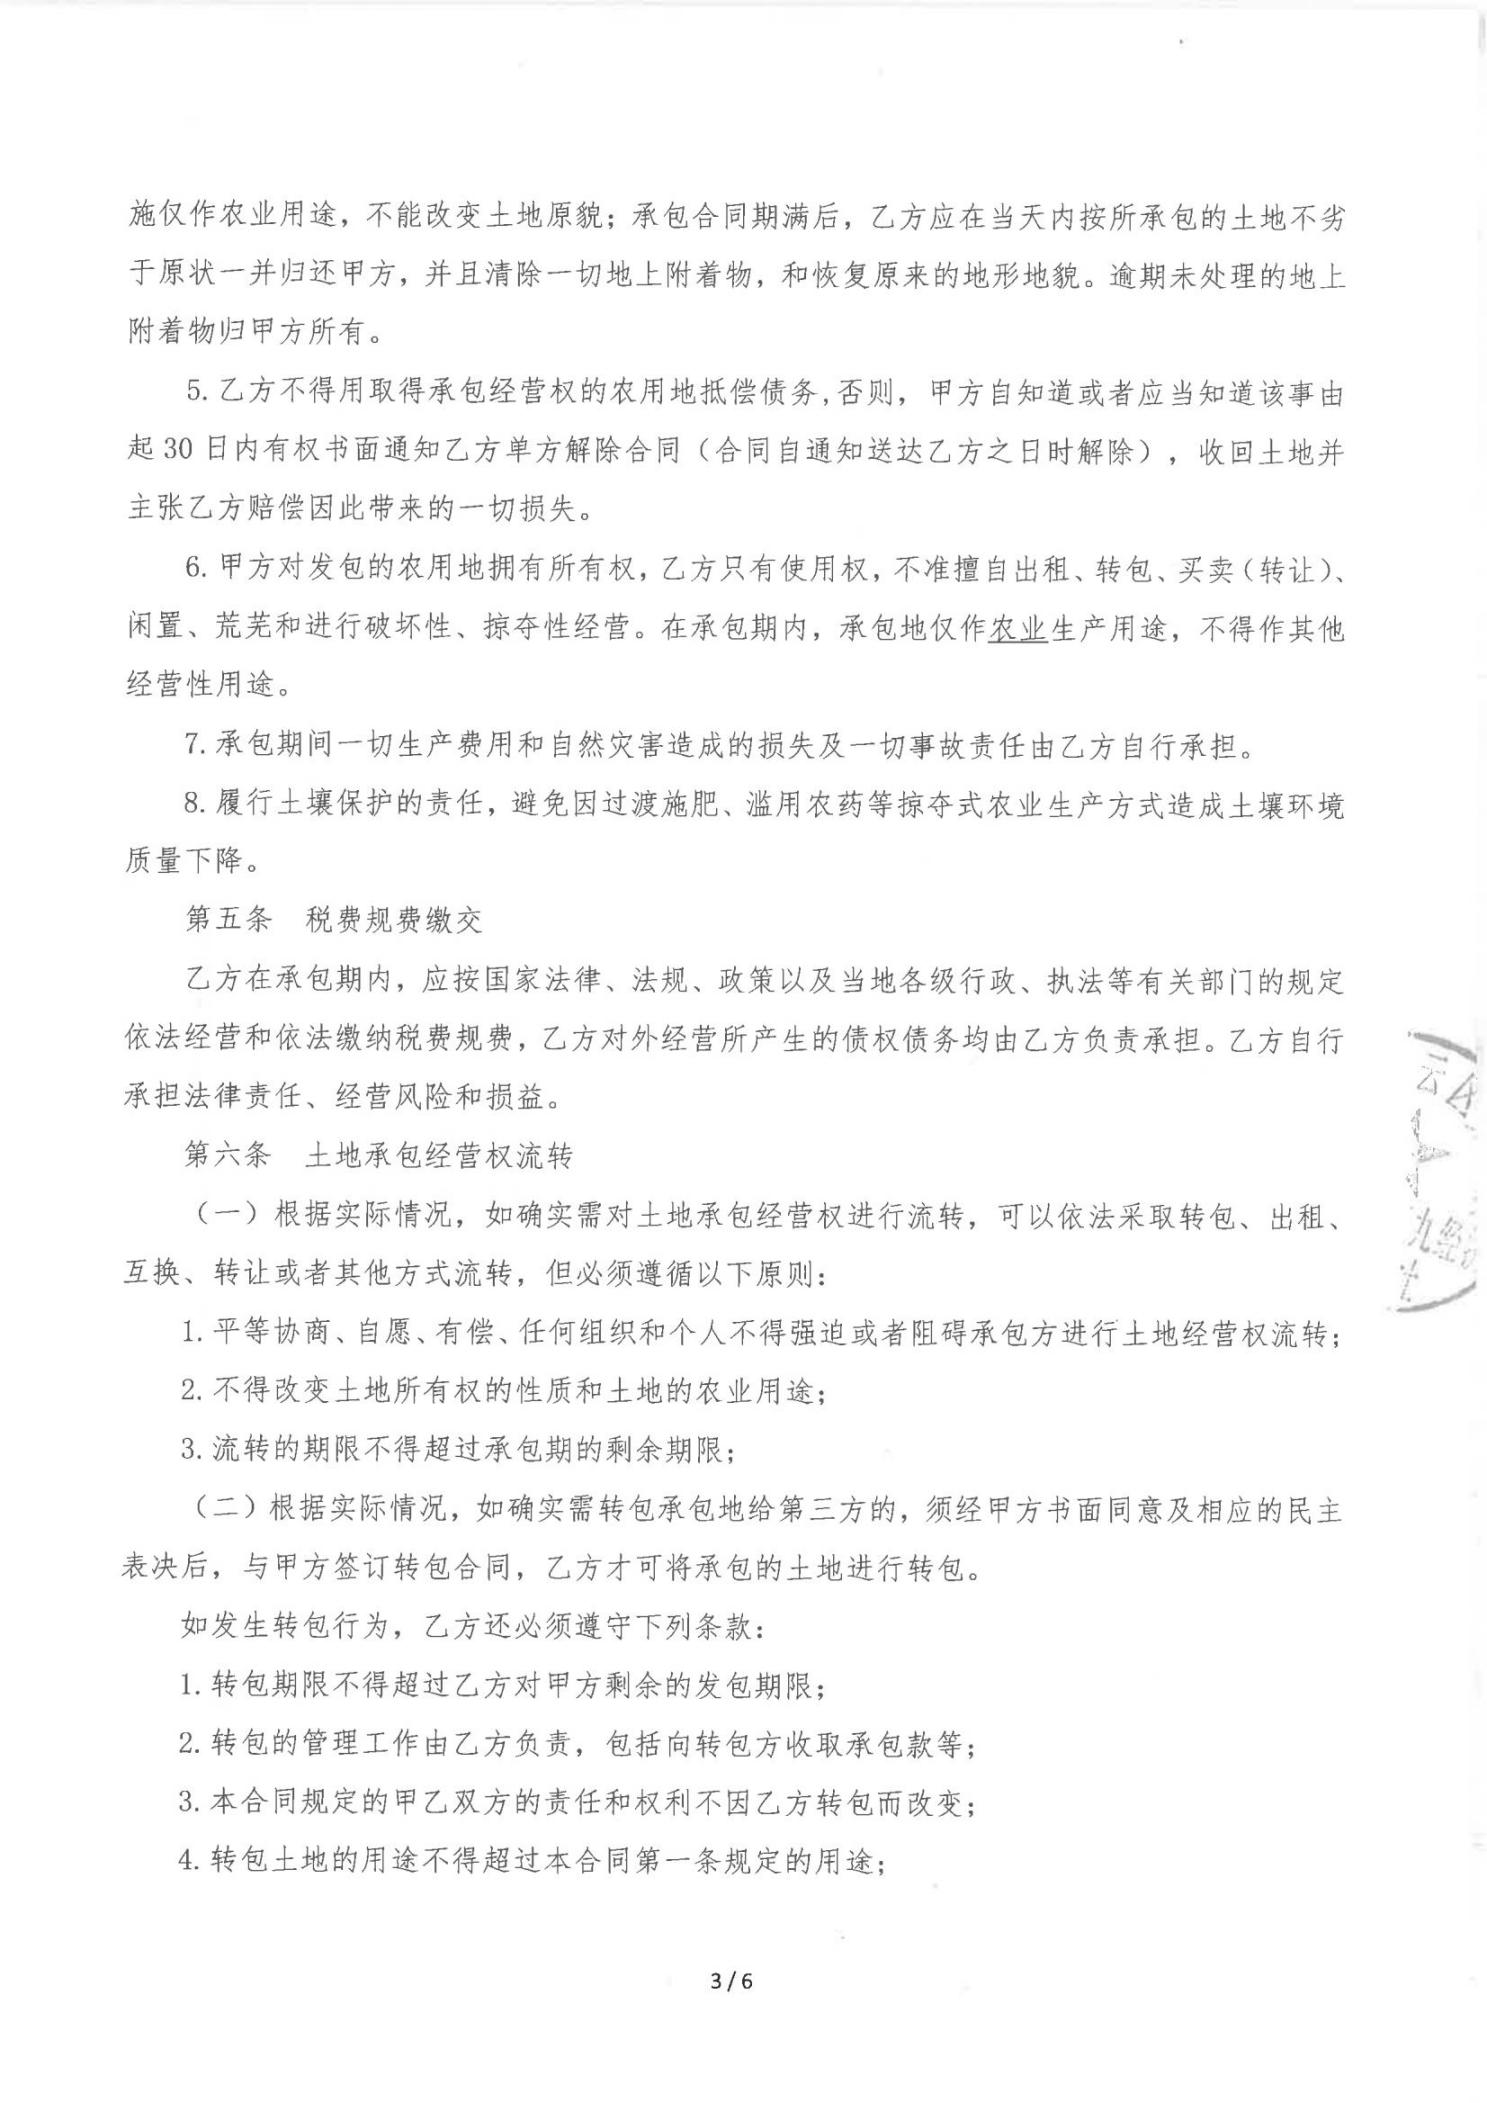 施仅作农业用途，不能改变土地原貌；承包合同期满后，乙方应在当天内按所承包的土地不劣
于原状一并归还甲方，并且清除一切地上附着物，和恢复原来的地形地貌。逾期未处理的地上
附着物归甲方所有。
5.乙方不得用取得承包经营权的农用地抵偿债务,否则，甲方自知道或者应当知道该事由
起30日内有权书面通知乙方单方解除合同（合同自通知送达乙方之日时解除），收回土地并
主张乙方赔偿因此带来的一切损失。
6.甲方对发包的农用地拥有所有权，乙方只有使用权，不准擅自出租、转包、买卖（转让）、
闲置、荒芜和进行破坏性、掠夺性经营。在承包期内，承包地仅作农业生产用途，不得作其他
经营性用途。
7.承包期间一切生产费用和自然灾害造成的损失及一切事故责任由乙方自行承担。
8.履行土壤保护的责任，避免因过渡施肥、滥用农药等掠夺式农业生产方式造成土壤环境
质量下降。
第五条　税费规费缴交
乙方在承包期内，应按国家法律、法规、政策以及当地各级行政、执法等有关部门的规定
依法经营和依法缴纳税费规费，乙方对外经营所产生的债权债务均由乙方负责承担。乙方自行
承担法律责任、经营风险和损益。
第六条　土地承包经营权流转
（一）根据实际情况，如确实需对土地承包经营权进行流转，可以依法采取转包、出租、
互换、转让或者其他方式流转，但必须遵循以下原则：
1.平等协商、自愿、有偿、任何组织和个人不得强迫或者阻碍承包方进行土地经营权流转；
2.不得改变土地所有权的性质和土地的农业用途；
3.流转的期限不得超过承包期的剩余期限；
（二）根据实际情况，如确实需转包承包地给第三方的，须经甲方书面同意及相应的民主
表决后，与甲方签订转包合同，乙方才可将承包的土地进行转包。
如发生转包行为，乙方还必须遵守下列条款：
1.转包期限不得超过乙方对甲方剩余的发包期限；
2.转包的管理工作由乙方负责，包括向转包方收取承包款等；
3.本合同规定的甲乙双方的责任和权利不因乙方转包而改变；
4.转包土地的用途不得超过本合同第一条规定的用途；
云
九经
3/6